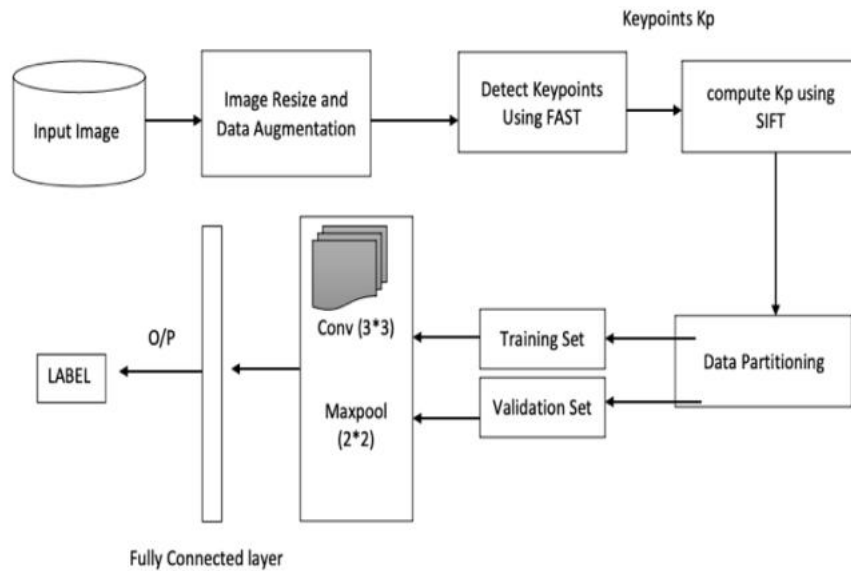 Keypoints Kp
Input Image
Image Resize and
Data Augmentation
Detect Keypoints
Using FAST
compute Kp using
SIFT
Conv (3*3)
Maxpool
(2*2)
Training Set
Validation Set
Data Partitioning
O/P
LABEL
Fully Connected layer